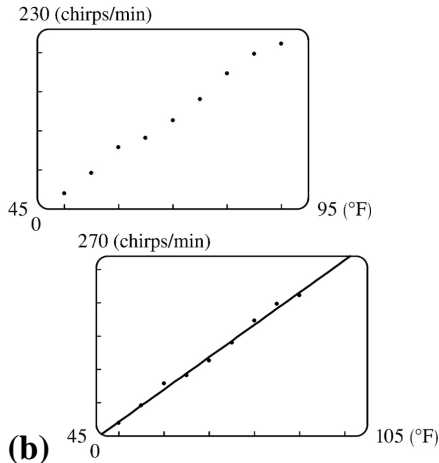 230 (chirps/min)
45
0
95 (°F)
270 (chirps/min)
45
0
105 (°F)
(b)